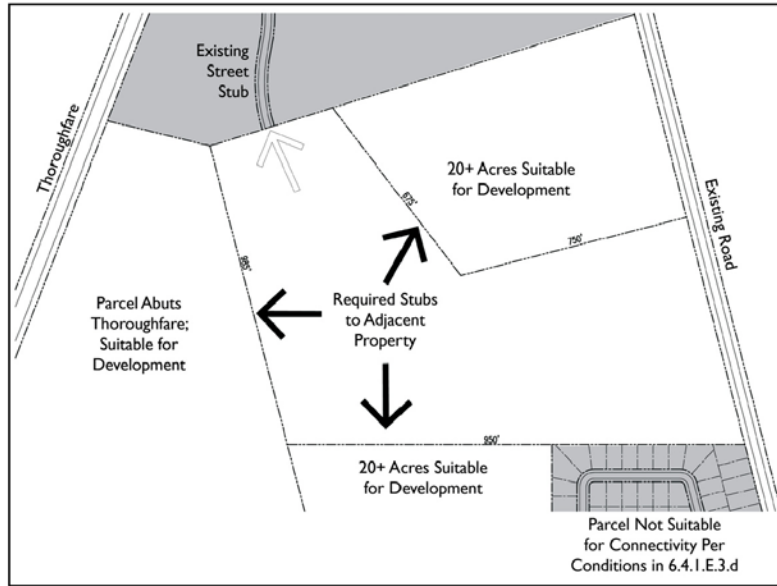 Existing
Street
Stub
Thoroughfare
20+ Acres Suitable
for Development
675'
750'
Existing Road
985'
Parcel Abuts
Thoroughfare;
Suitable for
Development
Required Stubs
to Adjacent
Property
950'
20+ Acres Suitable
for Development
Parcel Not Suitable
for Connectivity Per
Conditions in 6.4.1.E.3.d